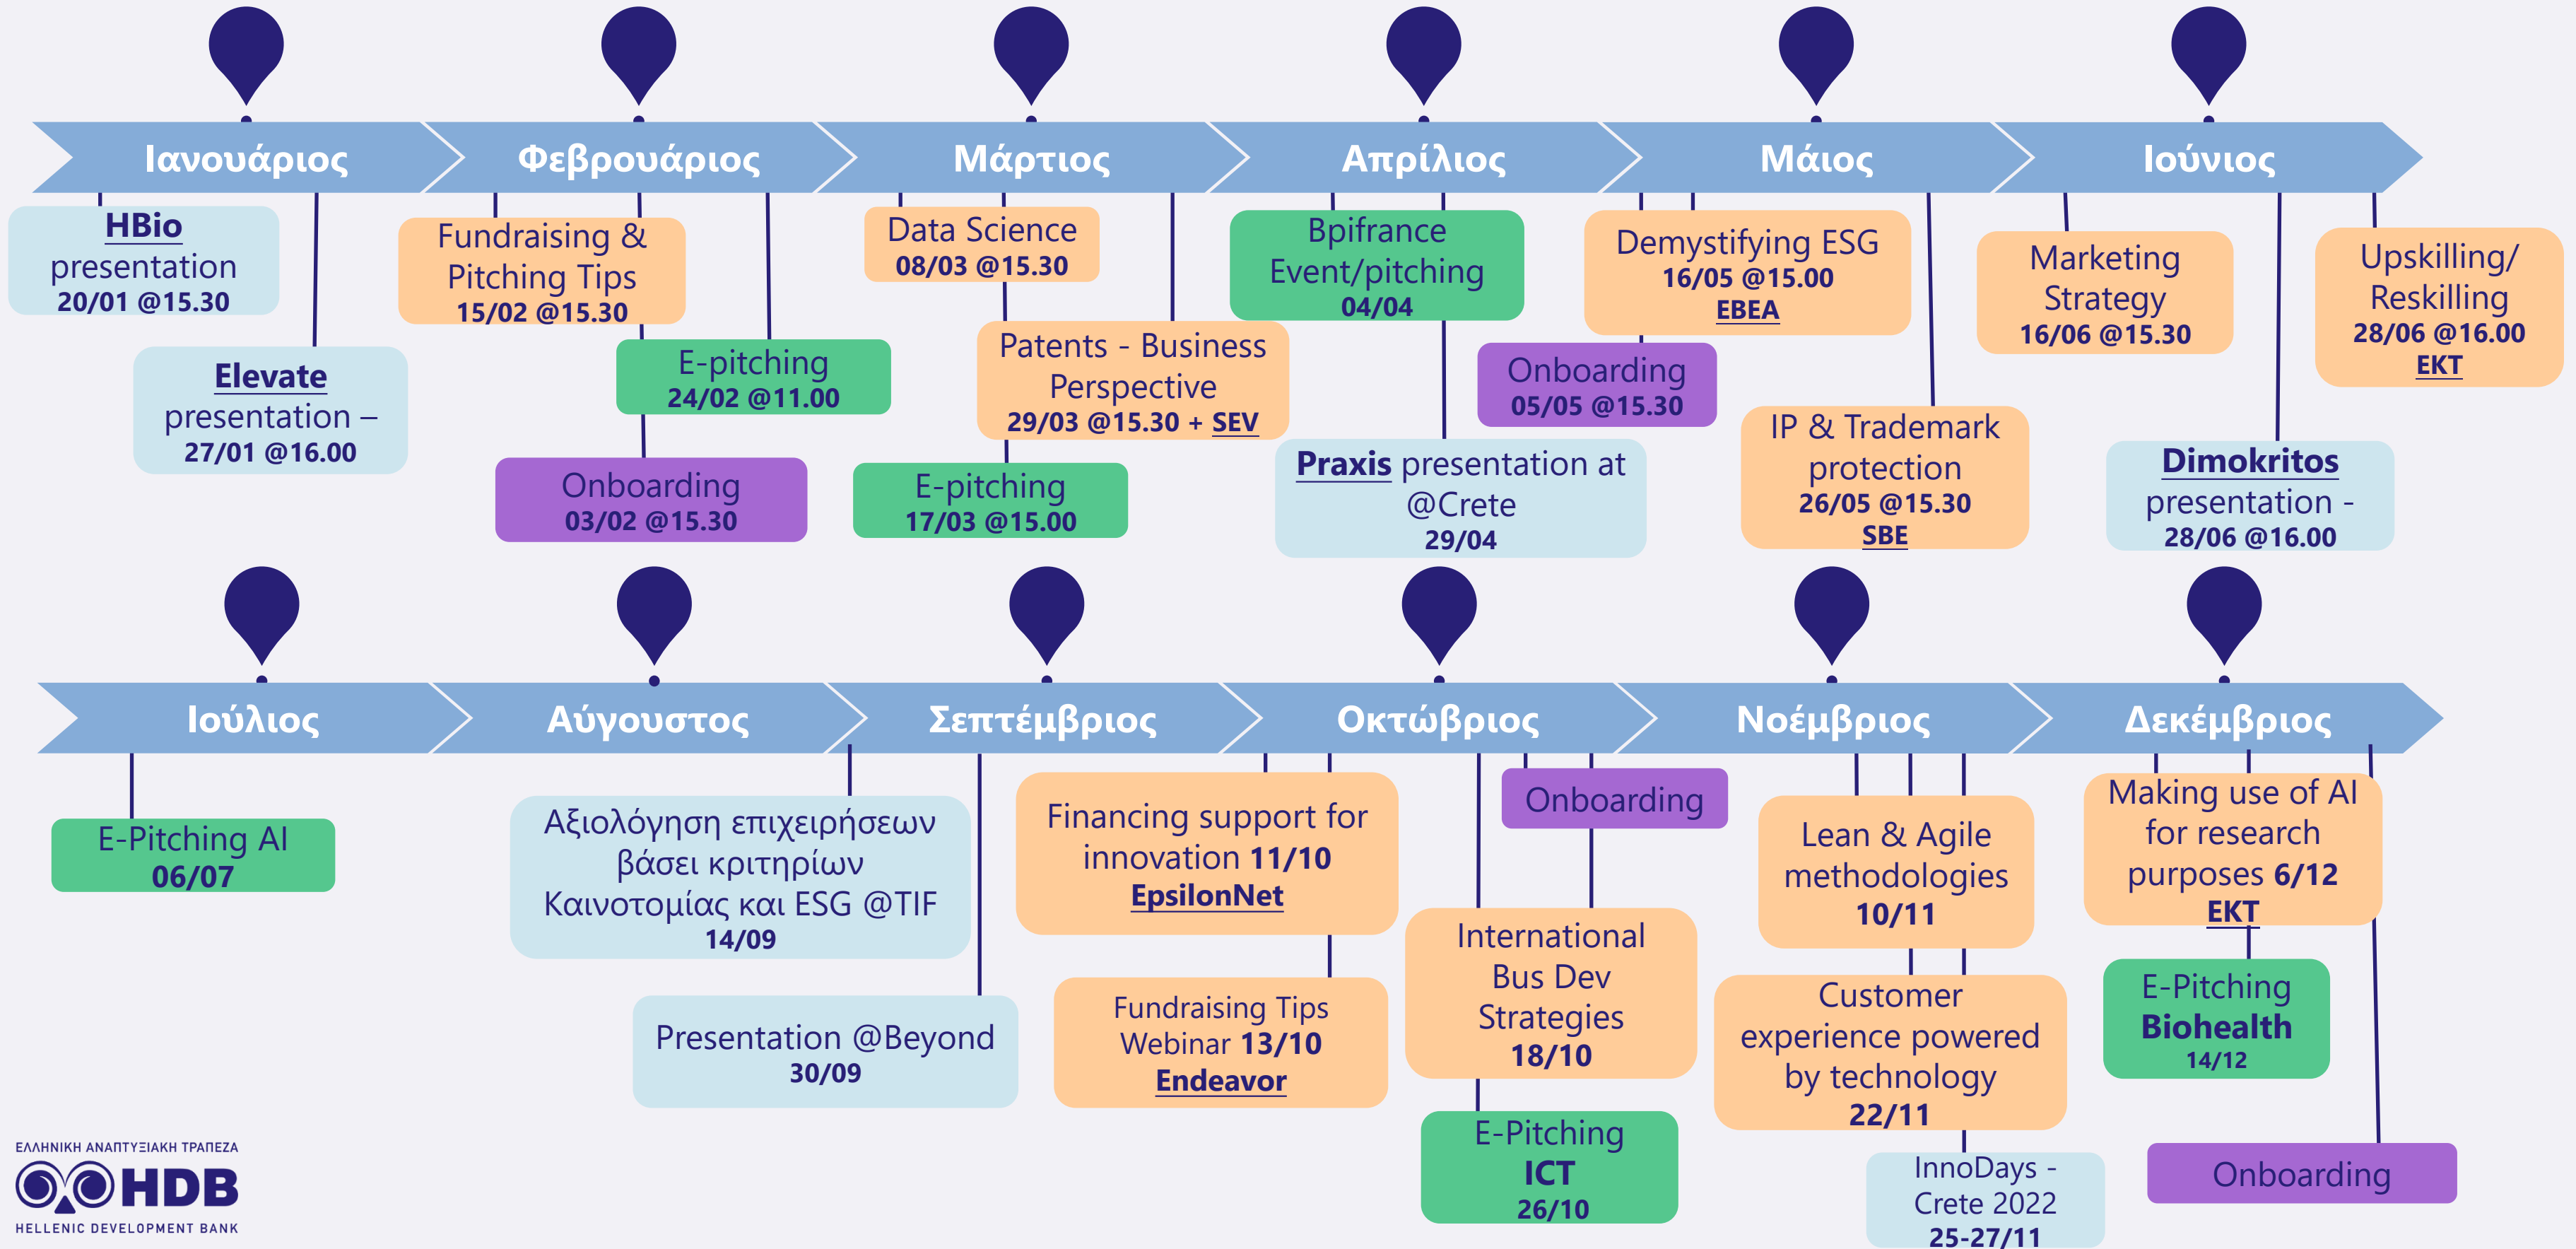 Ιανουάριος
Φεβρουάριος
Μάρτιος
Απρίλιος
Μάιος
Ιούνιος
HBio
presentation
20/01 @15.30
Elevate
presentation –
27/01 @16.00
Fundraising &
Pitching Tips
15/02 @15.30
E-pitching
24/02 @11.00
Onboarding
03/02 @15.30
Data Science
08/03 @15.30
Patents - Business
Perspective
29/03 @15.30 + SEV
E-pitching
17/03 @15.00
Bpifrance
Event/pitching
04/04
Praxis presentation at
@Crete
29/04
Demystifying ESG
16/05 @15.00
EBEA
Onboarding
05/05 @15.30
IP & Trademark
protection
26/05 @15.30
SBE
Marketing
Strategy
16/06 @15.30
Upskilling/
Reskilling
28/06 @16.00
EKT
Dimokritos
presentation -
28/06 @16.00
Ιούλιος
Αύγουστος
Σεπτέμβριος
Οκτώβριος
Νοέμβριος
Δεκέμβριος
E-Pitching AI
06/07
Αξιολόγηση επιχειρήσεων
βάσει κριτηρίων
Καινοτομίας και ESG @TIF
14/09
Presentation @Beyond
30/09
Financing support for
innovation 11/10
EpsilonNet
Fundraising Tips
Webinar 13/10
Endeavor
Onboarding
International
Bus Dev
Strategies
18/10
E-Pitching
ICT
26/10
Lean & Agile
methodologies
10/11
Customer
experience powered
by technology
22/11
InnoDays -
Crete 2022
25-27/11
Making use of AI
for research
purposes 6/12
EKT
E-Pitching
Biohealth
14/12
Onboarding
ΕΛΛΗΝΙΚΗ ΑΝΑΠΤΥΞΙΑΚΗ ΤΡΑΠΕΖΑ
HDB
HELLENIC DEVELOPMENT BANK